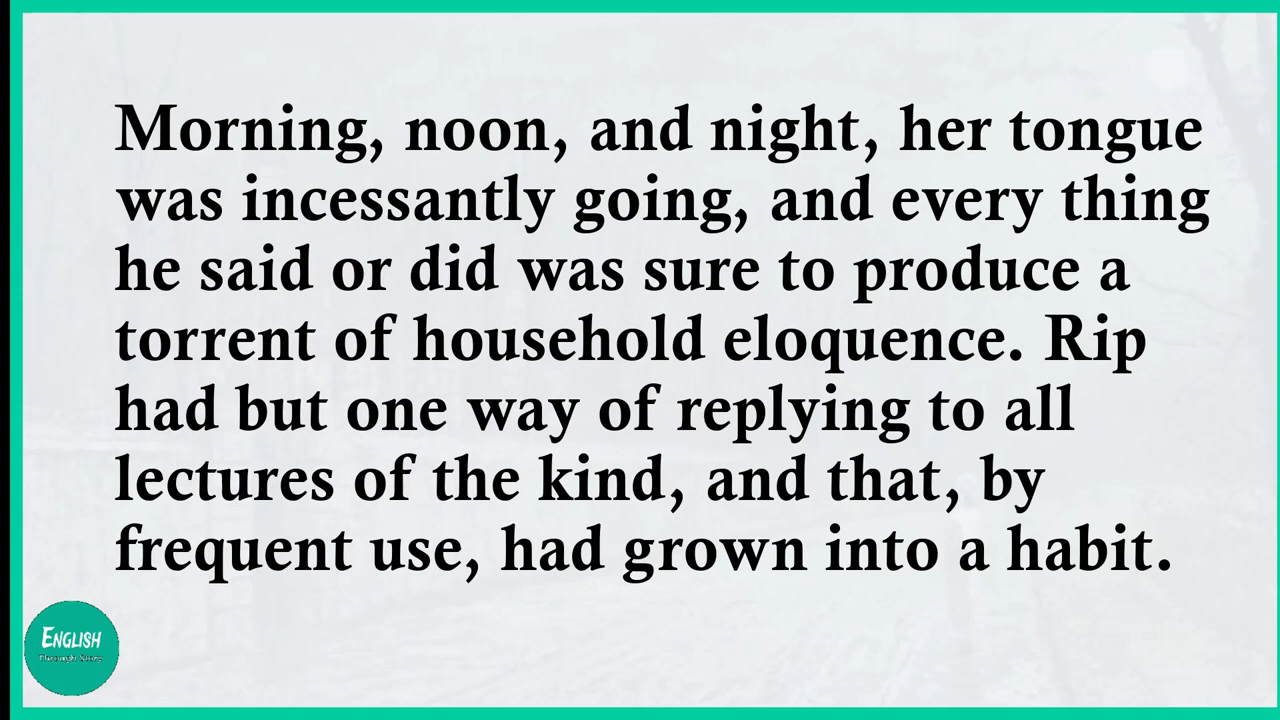 Morning, noon, and night, her tongue
was incessantly going, and every thing
he said or did was sure to produce a
torrent of household eloquence. Rip
had but one way of replying to all
lectures of the kind, and that, by
frequent use, had grown into a habit.
ENGLISH
Through Story